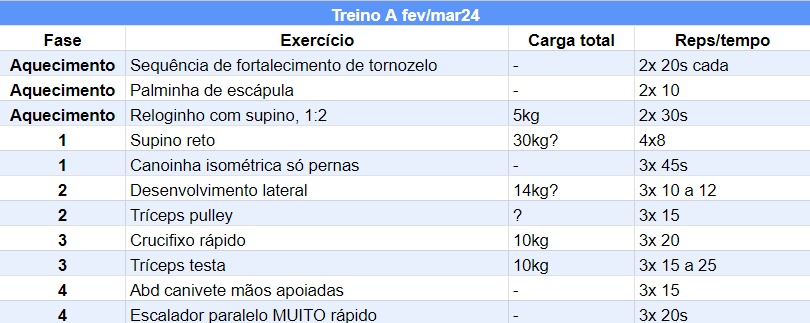 Treino A fev/mar24
Fase Exercício Carga total Reps/tempo
Aquecimento Sequência de fortalecimento de tornozelo - 2x 20s cada
Aquecimento Palminha de escápula - 2x 10
Aquecimento Reloginho com supino, 1:2 5kg 2x 30s
1 Supino reto 30kg? 4x8
1 Canoinha isométrica só pernas - 3x 45s
2 Desenvolvimento lateral 14kg? 3x 10 a 12
2 Tríceps pulley ? 3x 15
3 Crucifixo rápido 10kg 3x 20
3 Tríceps testa 10kg 3x 15 a 25
4 Abd canivete mãos apoiadas - 3x 15
4 Escalador paralelo MUITO rápido - 3x 20s